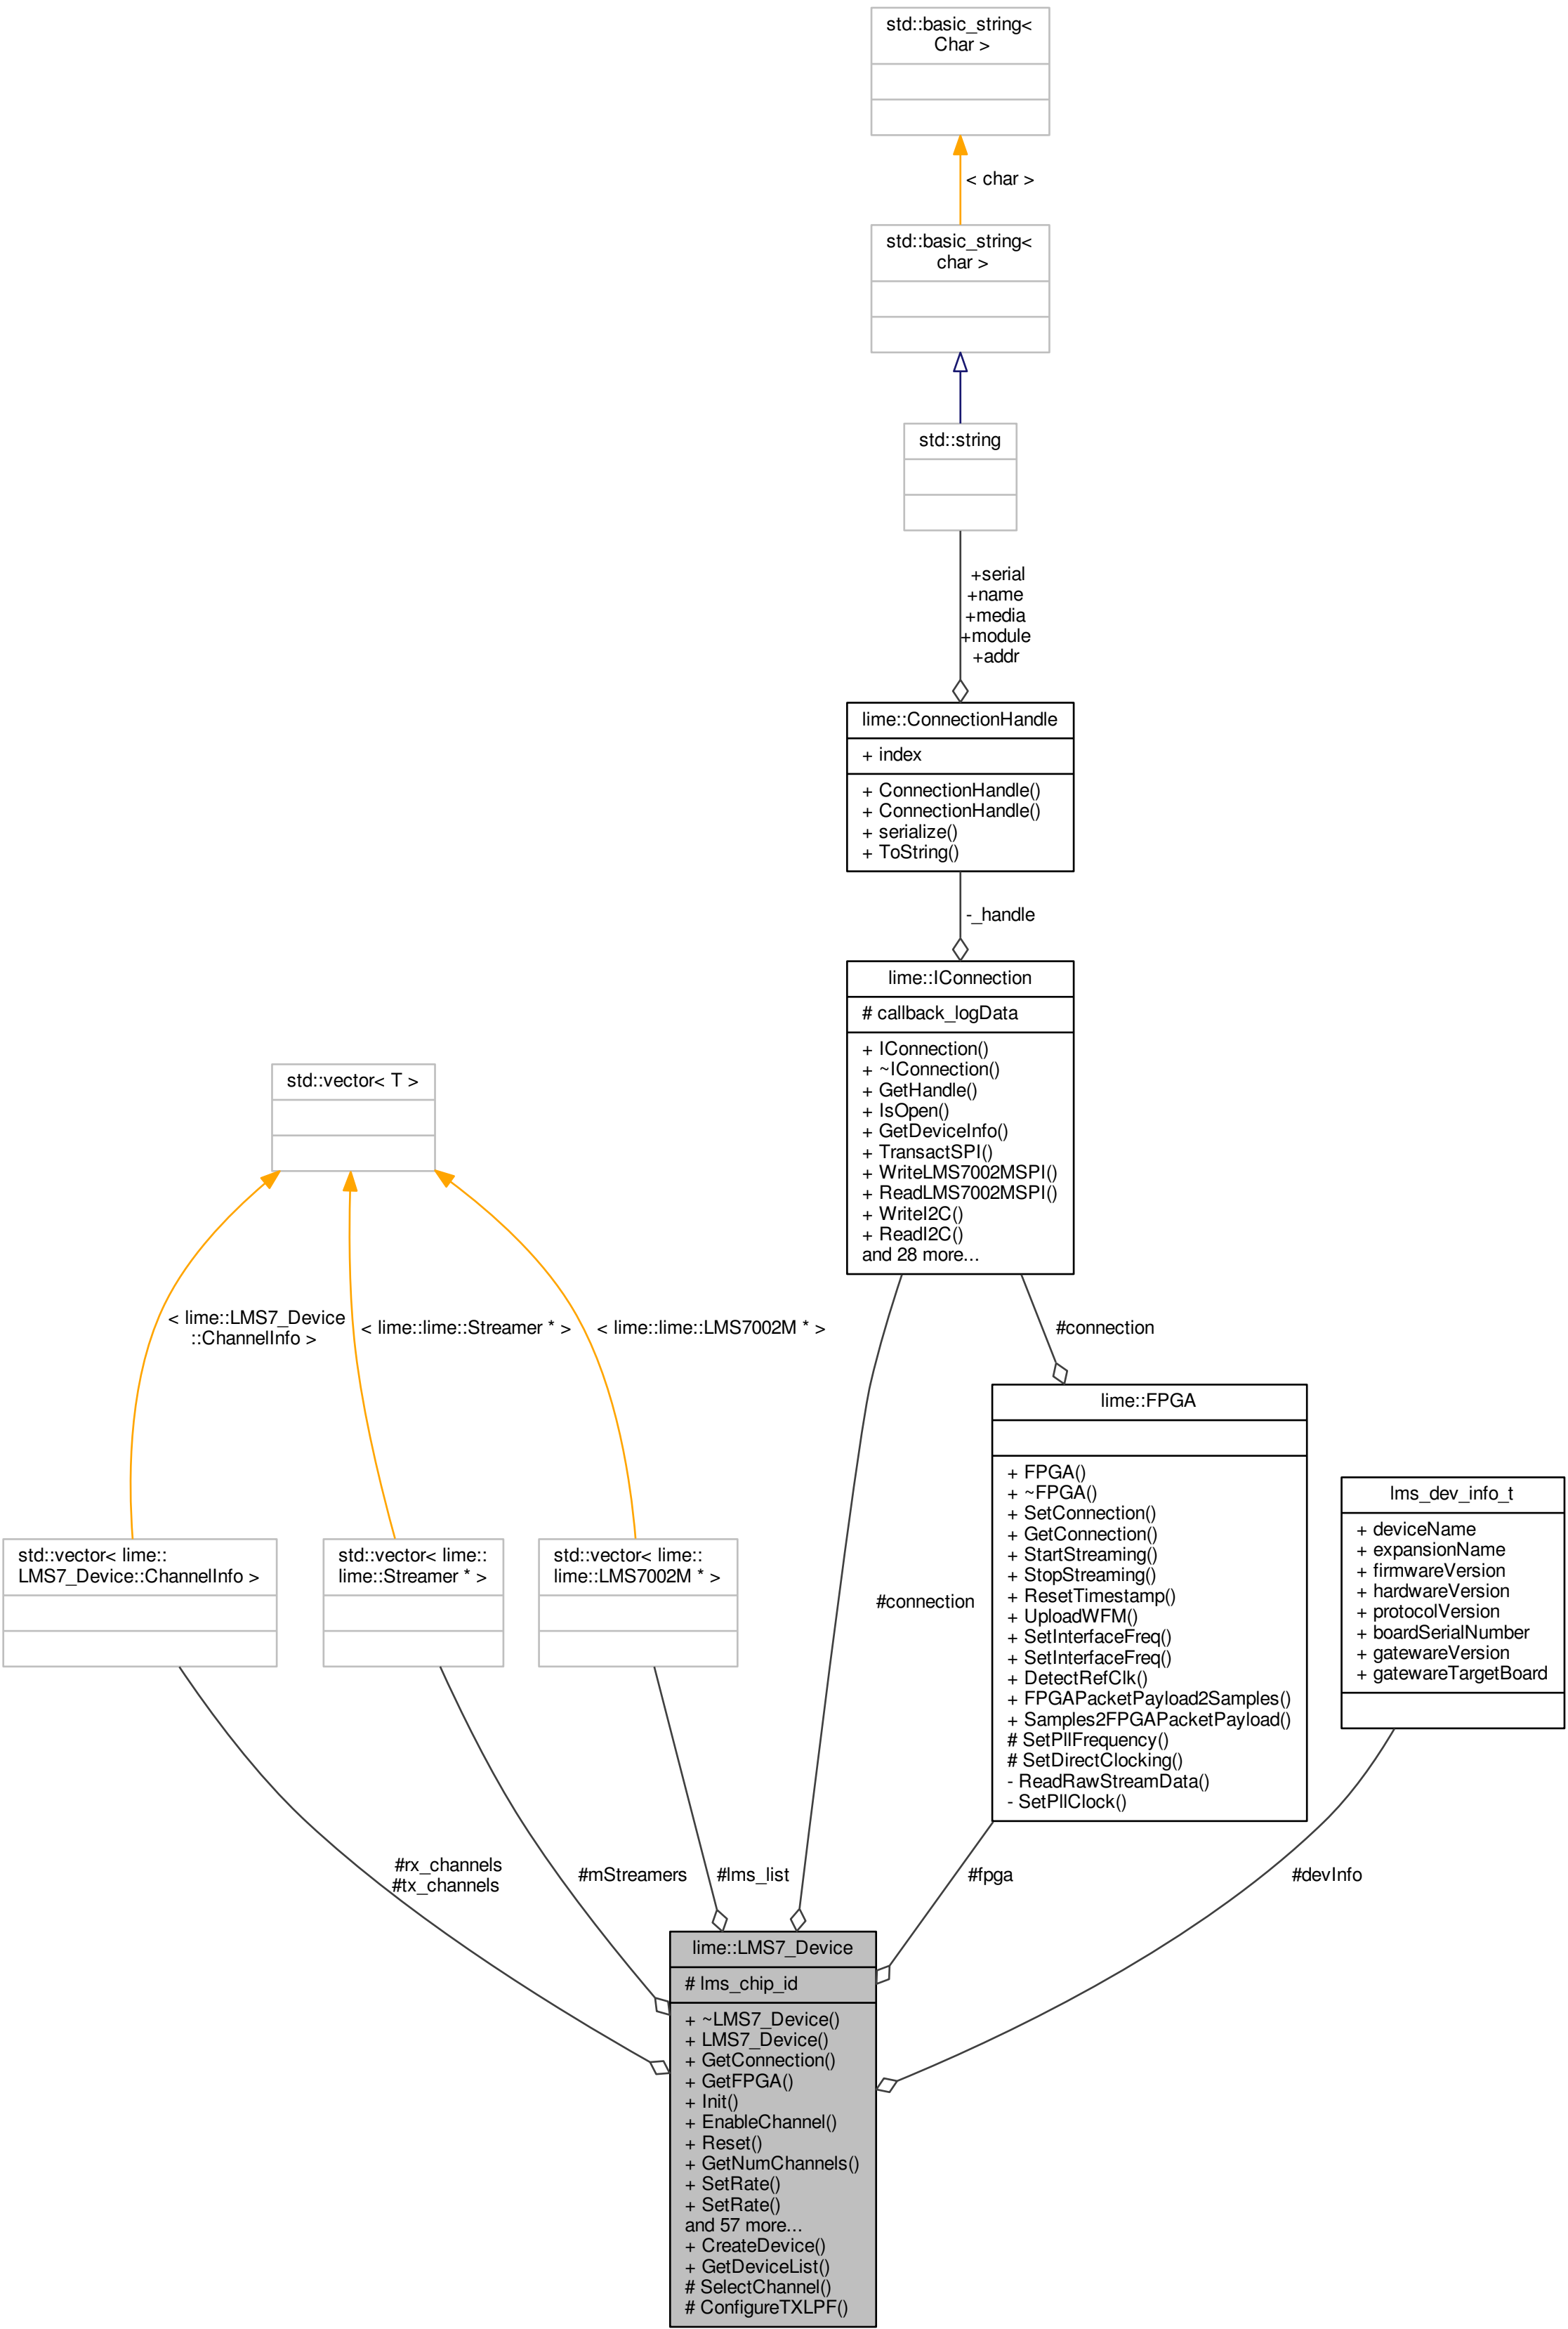 std::basic_string<
Char >
< char >
std::basic_string<
char >
std::string
+serial
+name
+media
+module
+addr
lime::ConnectionHandle
+ index
+ ConnectionHandle()
+ ConnectionHandle()
+ serialize()
+ ToString()
-_handle
lime::IConnection
# callback_logData
+ IConnection()
+ ~IConnection()
+ GetHandle()
+ IsOpen()
+ GetDeviceInfo()
+ TransactSPI()
+ WriteLMS7002MSPI()
+ ReadLMS7002MSPI()
+ WriteI2C()
+ ReadI2C()
and 28 more...
std::vector< T >
< lime::LMS7_Device
::ChannelInfo >
< lime::lime::Streamer * >
< lime::lime::LMS7002M * >
#connection
lime::FPGA
+ FPGA()
+ ~FPGA()
+ SetConnection()
+ GetConnection()
+ StartStreaming()
+ StopStreaming()
+ ResetTimestamp()
+ UploadWFM()
+ SetInterfaceFreq()
+ SetInterfaceFreq()
+ DetectRefClk()
+ FPGAPacketPayload2Samples()
+ Samples2FPGAPacketPayload()
# SetPllFrequency()
# SetDirectClocking()
- ReadRawStreamData()
- SetPllClock()
lms_dev_info_t
+ deviceName
+ expansionName
+ firmwareVersion
+ hardwareVersion
+ protocolVersion
+ boardSerialNumber
+ gatewareVersion
+ gatewareTargetBoard
std::vector< lime::
LMS7_Device::ChannelInfo >
std::vector< lime::
lime::Streamer * >
std::vector< lime::
lime::LMS7002M * >
#connection
#rx_channels
#tx_channels
#mStreamers
#lms_list
#fpga
#devInfo
lime::LMS7_Device
# lms_chip_id
+ ~LMS7_Device()
+ LMS7_Device()
+ GetConnection()
+ GetFPGA()
+ Init()
+ EnableChannel()
+ Reset()
+ GetNumChannels()
+ SetRate()
+ SetRate()
and 57 more...
+ CreateDevice()
+ GetDeviceList()
# SelectChannel()
# ConfigureTXLPF()